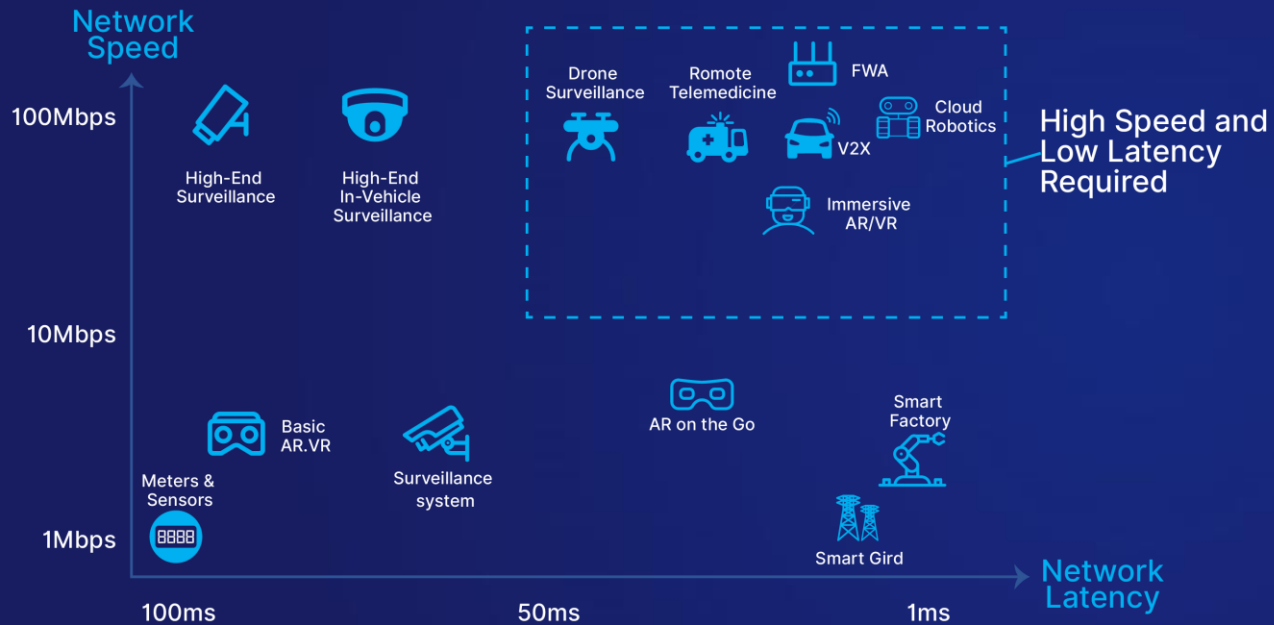 Network
Speed
100Mbps
10Mbps
1Mbps
High-End
Surveillance
High-End
In-Vehicle
Surveillance
Drone
Surveillance
Romote
Telemedicine
FWA
V2X
Cloud
Robotics
Immersive
AR/VR
High Speed and
Low Latency
Required
Basic
AR.VR
Meters &
Sensors
8888
Surveillance
system
AR on the Go
Smart
Factory
Smart Gird
100ms
50ms
1ms
Network
Latency